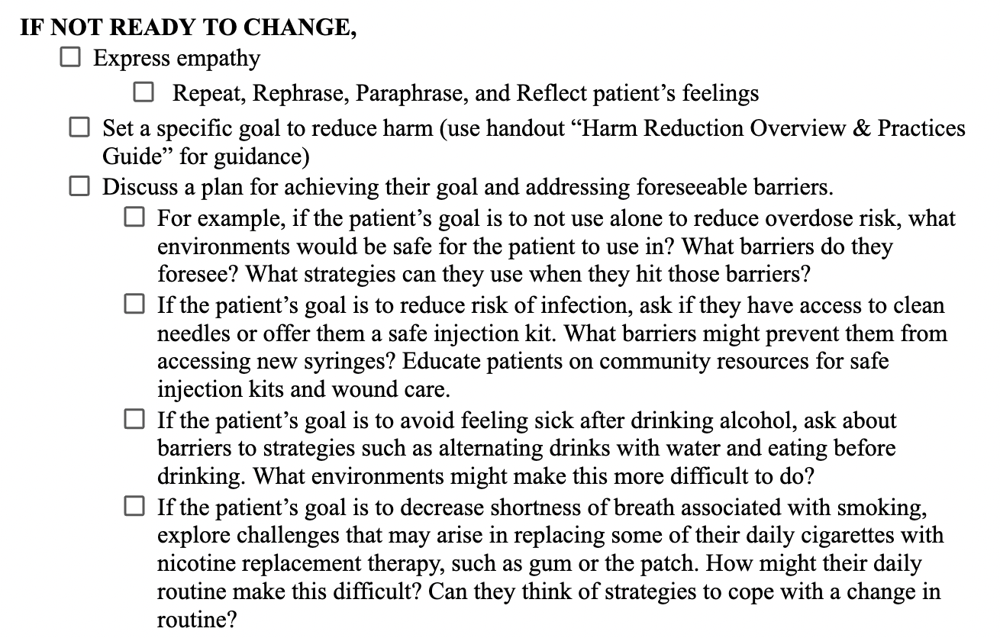 IF NOT READY TO CHANGE,
☐ Express empathy
☐ Repeat, Rephrase, Paraphrase, and Reflect patient’s feelings
☐ Set a specific goal to reduce harm (use handout “Harm Reduction Overview & Practices
Guide” for guidance)
☐ Discuss a plan for achieving their goal and addressing foreseeable barriers.
☐ For example, if the patient’s goal is to not use alone to reduce overdose risk, what
environments would be safe for the patient to use in? What barriers do they
foresee? What strategies can they use when they hit those barriers?
☐ If the patient’s goal is to reduce risk of infection, ask if they have access to clean
needles or offer them a safe injection kit. What barriers might prevent them from
accessing new syringes? Educate patients on community resources for safe
injection kits and wound care.
☐ If the patient’s goal is to avoid feeling sick after drinking alcohol, ask about
barriers to strategies such as alternating drinks with water and eating before
drinking. What environments might make this more difficult to do?
☐ If the patient’s goal is to decrease shortness of breath associated with smoking,
explore challenges that may arise in replacing some of their daily cigarettes with
nicotine replacement therapy, such as gum or the patch. How might their daily
routine make this difficult? Can they think of strategies to cope with a change in
routine?